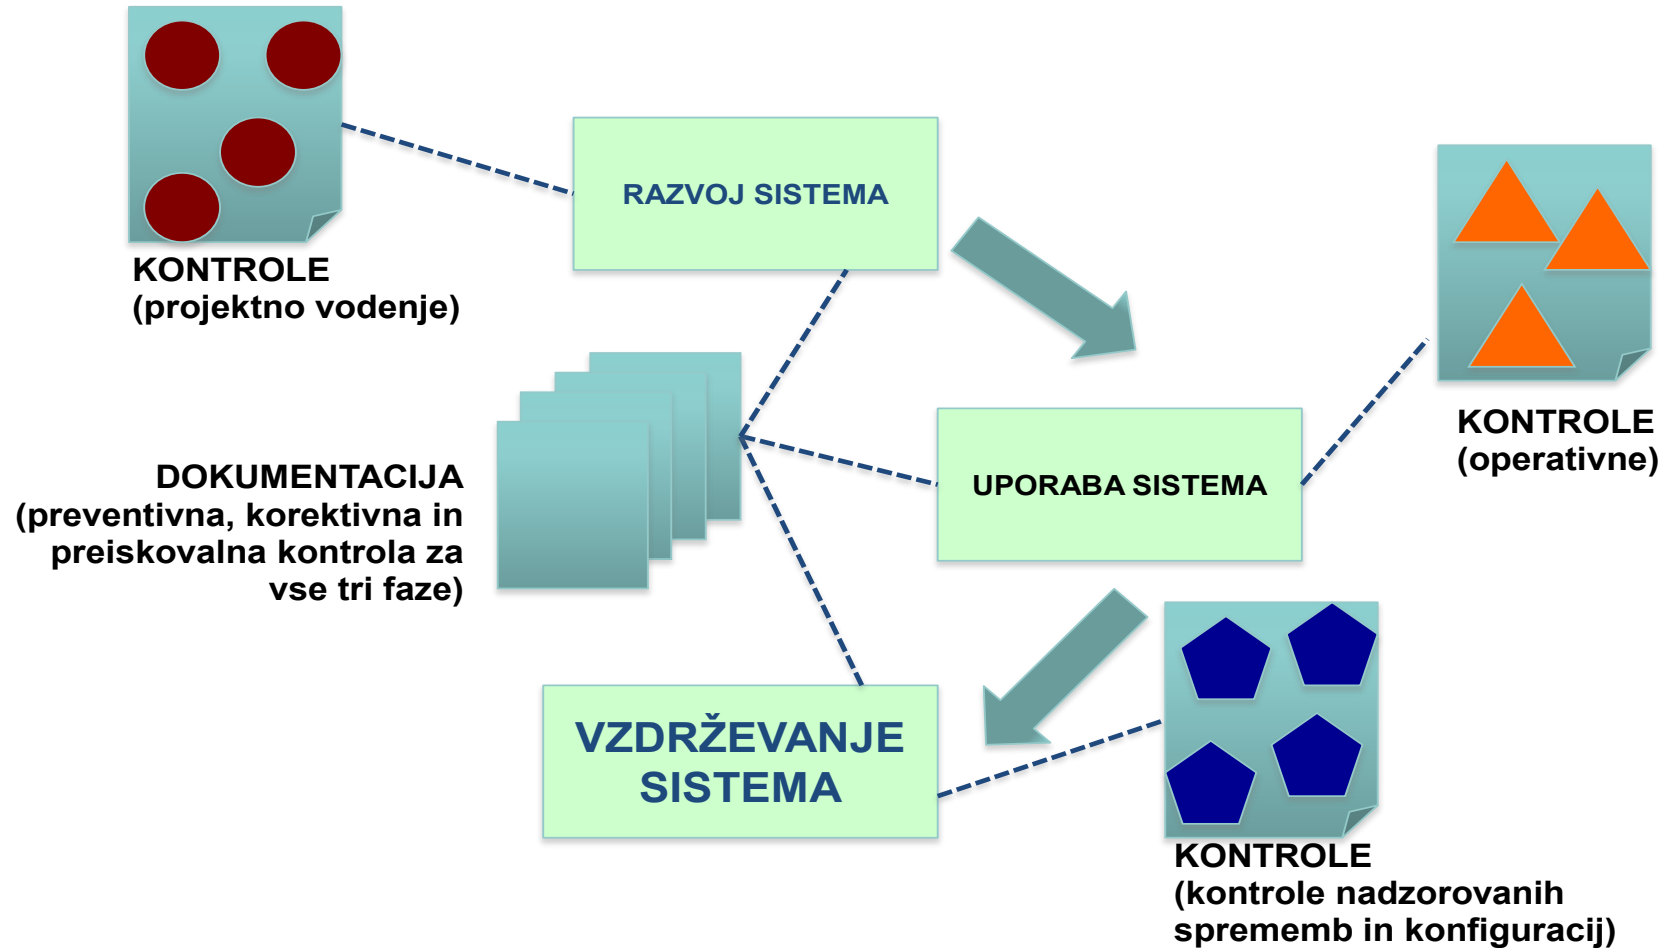 RAZVOJ SISTEMA
KONTROLE
(projektno vodenje)
KONTROLE
(operativne)
DOKUMENTACIJA
(preventivna, korektivna in
preiskovalna kontrola za
vse tri faze)
UPORABA SISTEMA
VZDRŽEVANJE
SISTEMA
KONTROLE
(kontrole nadzorovanih
sprememb in konfiguracij)